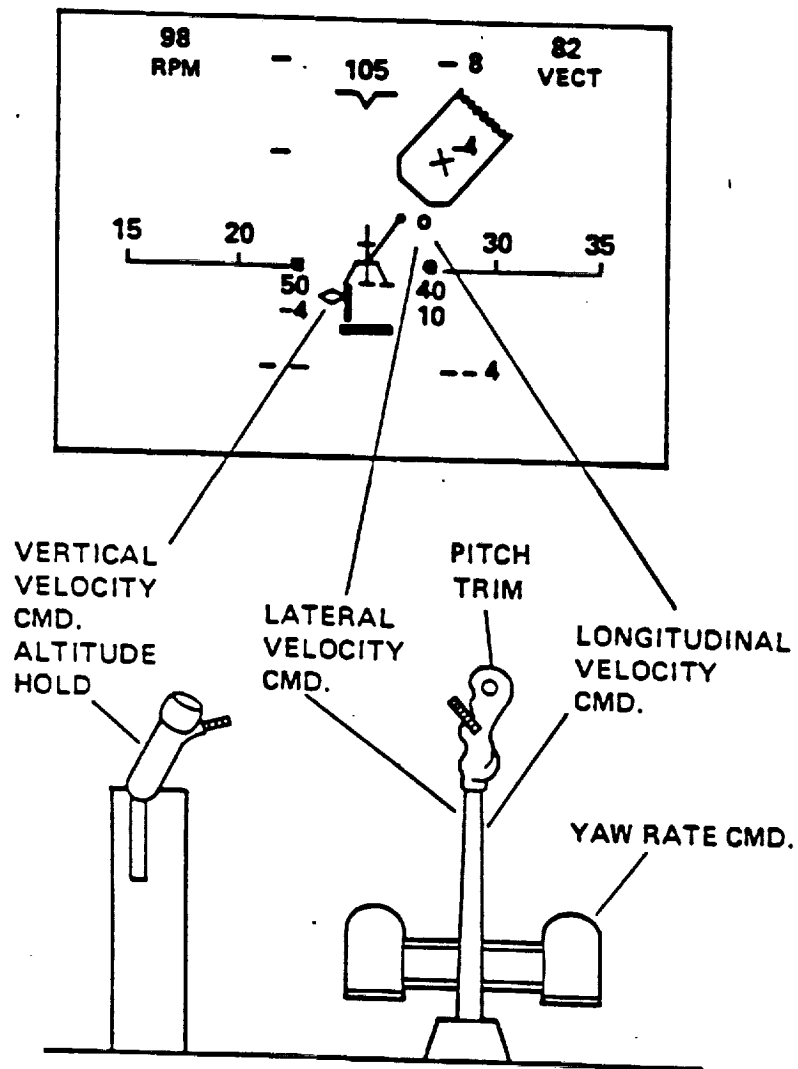 98
RPM
105
8
82
VECT
-4
15
20
30
35
50
-4
40
10
4
VERTICAL
VELOCITY
CMD.
ALTITUDE
HOLD
LATERAL
VELOCITY
CMD.
PITCH
TRIM
LONGITUDINAL
VELOCITY
CMD.
YAW RATE CMD.